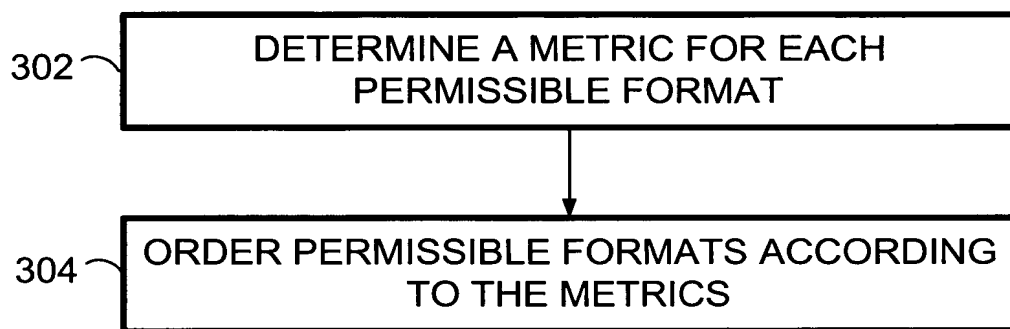 302
DETERMINE A METRIC FOR EACH
PERMISSIBLE FORMAT
304
ORDER PERMISSIBLE FORMATS ACCORDING
TO THE METRICS